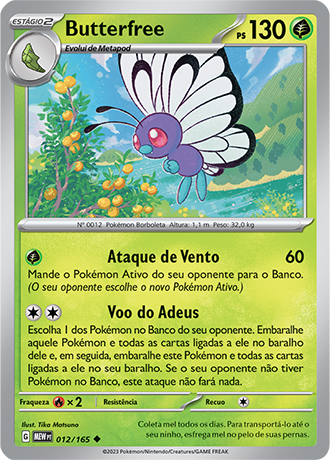 ESTÁGIO 2
Butterfree
PS 130
Evolui de Metapod
Nº 0012 Pokémon Borboleta Altura: 1,1 m Peso: 32,0 kg
Ataque de Vento 60
Mande o Pokémon Ativo do seu oponente para o Banco.
(O seu oponente escolhe o novo Pokémon Ativo.)
Voo do Adeus
Escolha 1 dos Pokémon no Banco do seu oponente. Embaralhe
aquele Pokémon e todas as cartas ligadas a ele no baralho
dele e, em seguida, embaralhe este Pokémon e todas as cartas
ligadas a ele no seu baralho. Se o seu oponente não tiver
Pokémon no Banco, este ataque não fará nada.
Fraqueza ×2 Resistência Recuo
Ilust. Tika Matsuno
G MEW PT 012/165
Coleta mel todos os dias. Para transportá-lo até o
seu ninho, esfrega mel no pelo de suas pernas.
©2023 Pokémon/Nintendo/Creatures/GAME FREAK